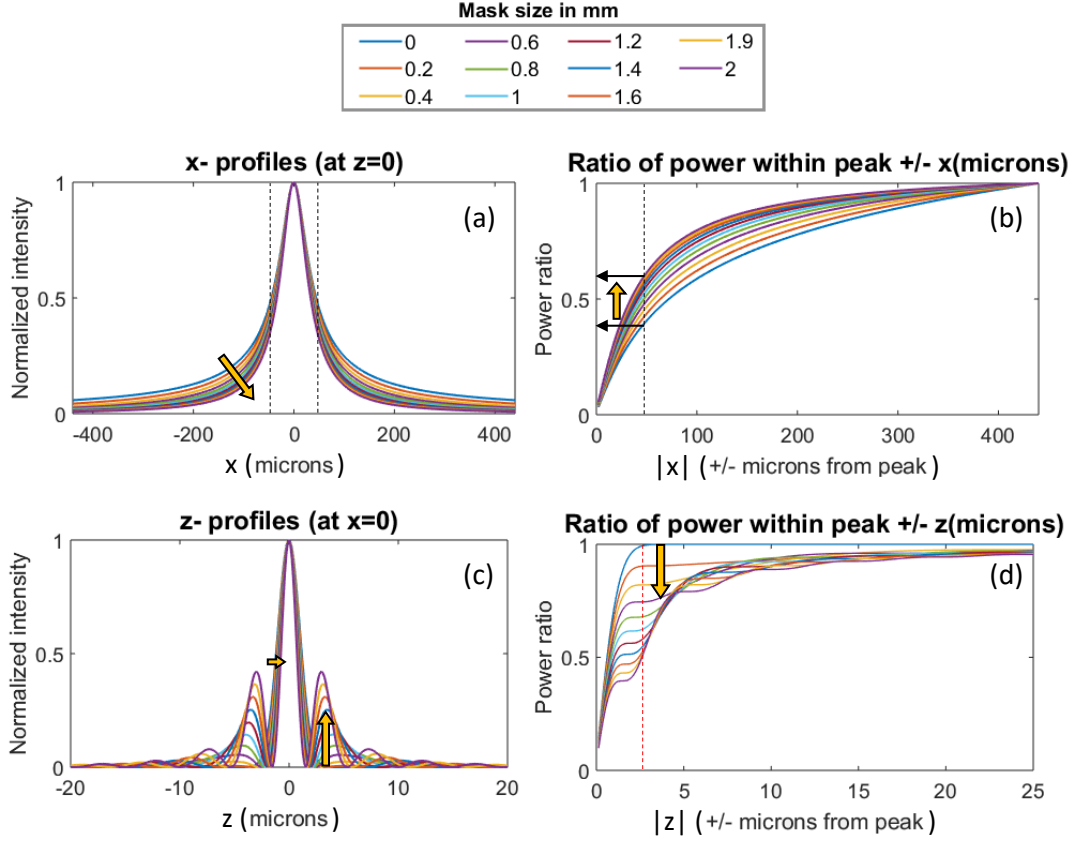 Mask size in mm
0 0.6 1.2 1.9
0.2 0.8 1.4 2
0.4 1 1.6
x- profiles (at z=0)
Normalized intensity
1
0.5
0
(a)
-400 -200 0 200 400
x (microns)
Ratio of power within peak +/- x(microns)
Power ratio
1
0.5
0
(b)
0 100 200 300 400
|x| (+/- microns from peak)
z- profiles (at x=0)
Normalized intensity
1
0.5
0
(c)
-20 -10 0 10 20
z (microns)
Ratio of power within peak +/- z(microns)
Power ratio
1
0.5
0
(d)
0 5 10 15 20 25
|z| (+/- microns from peak)